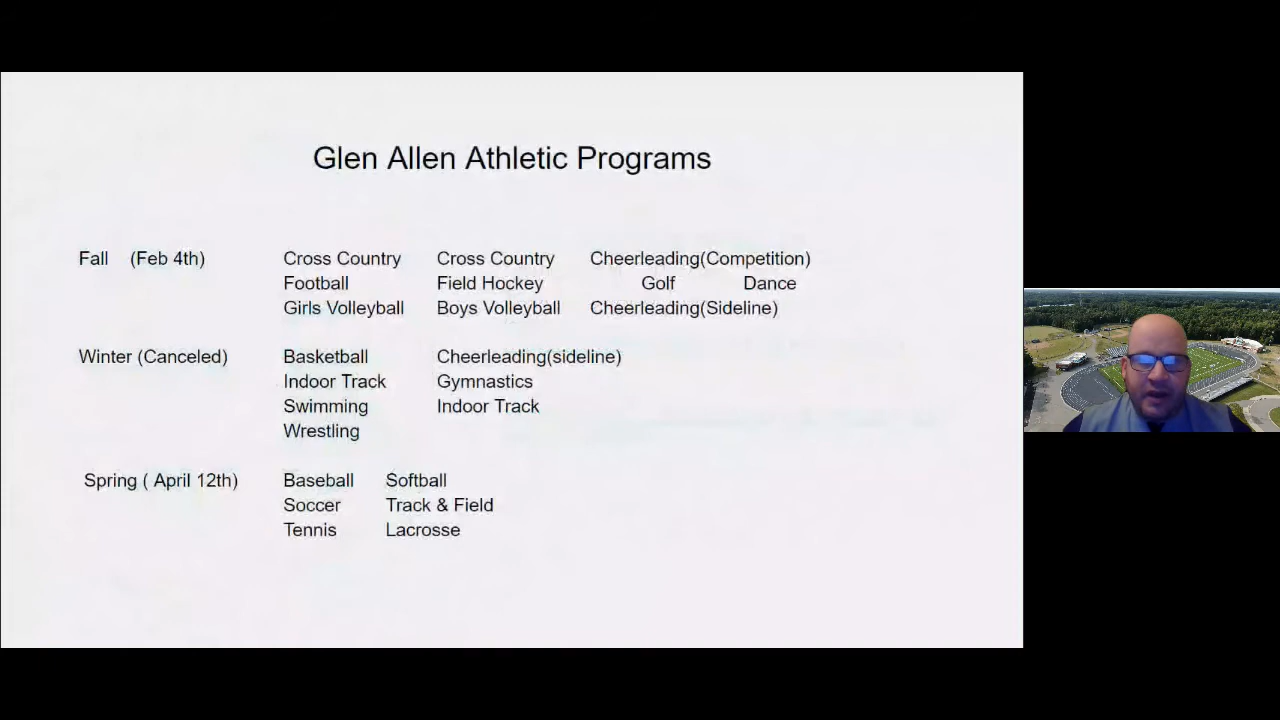 Glen Allen Athletic Programs
Fall (Feb 4th) Cross Country Cross Country Cheerleading(Competition)
Football Field Hockey Golf Dance
Girls Volleyball Boys Volleyball Cheerleading(Sideline)
Winter (Canceled) Basketball Cheerleading(sideline)
Indoor Track Gymnastics
Swimming Indoor Track
Wrestling
Spring ( April 12th) Baseball Softball
Soccer Track & Field
Tennis Lacrosse